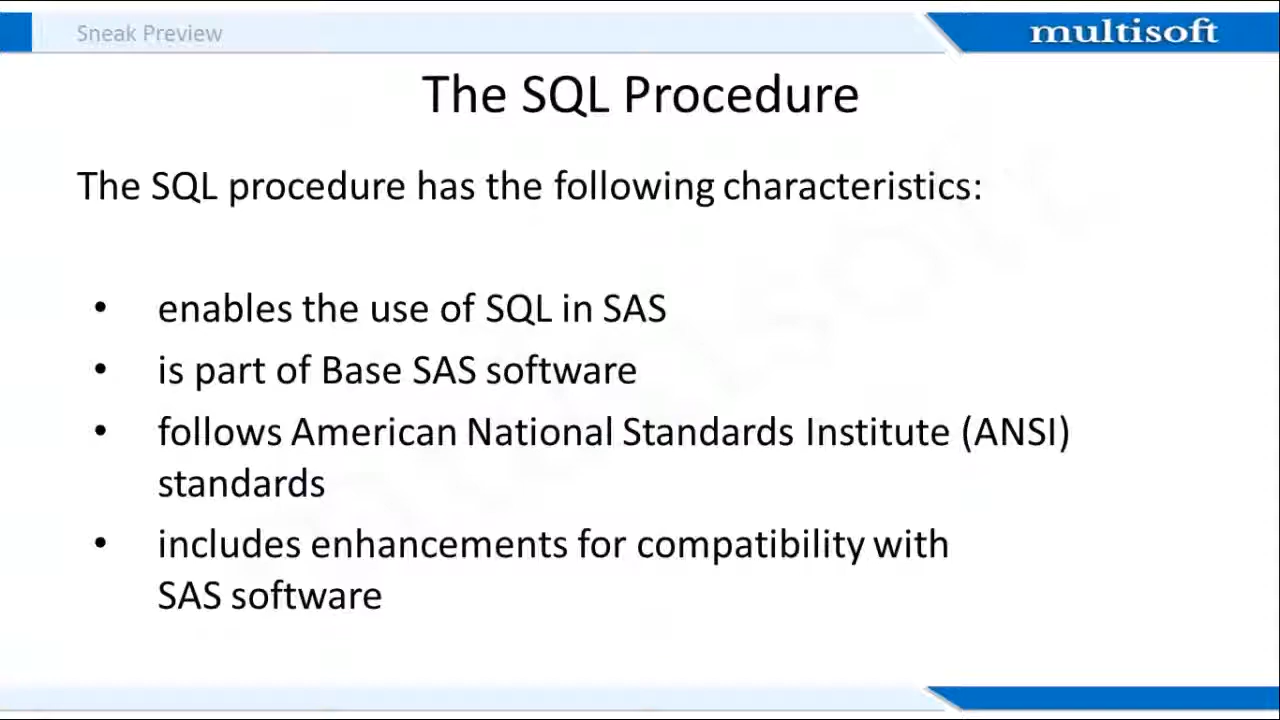 Sneak Preview
multisoft
The SQL Procedure
The SQL procedure has the following characteristics:
• enables the use of SQL in SAS
• is part of Base SAS software
• follows American National Standards Institute (ANSI)
standards
• includes enhancements for compatibility with
SAS software